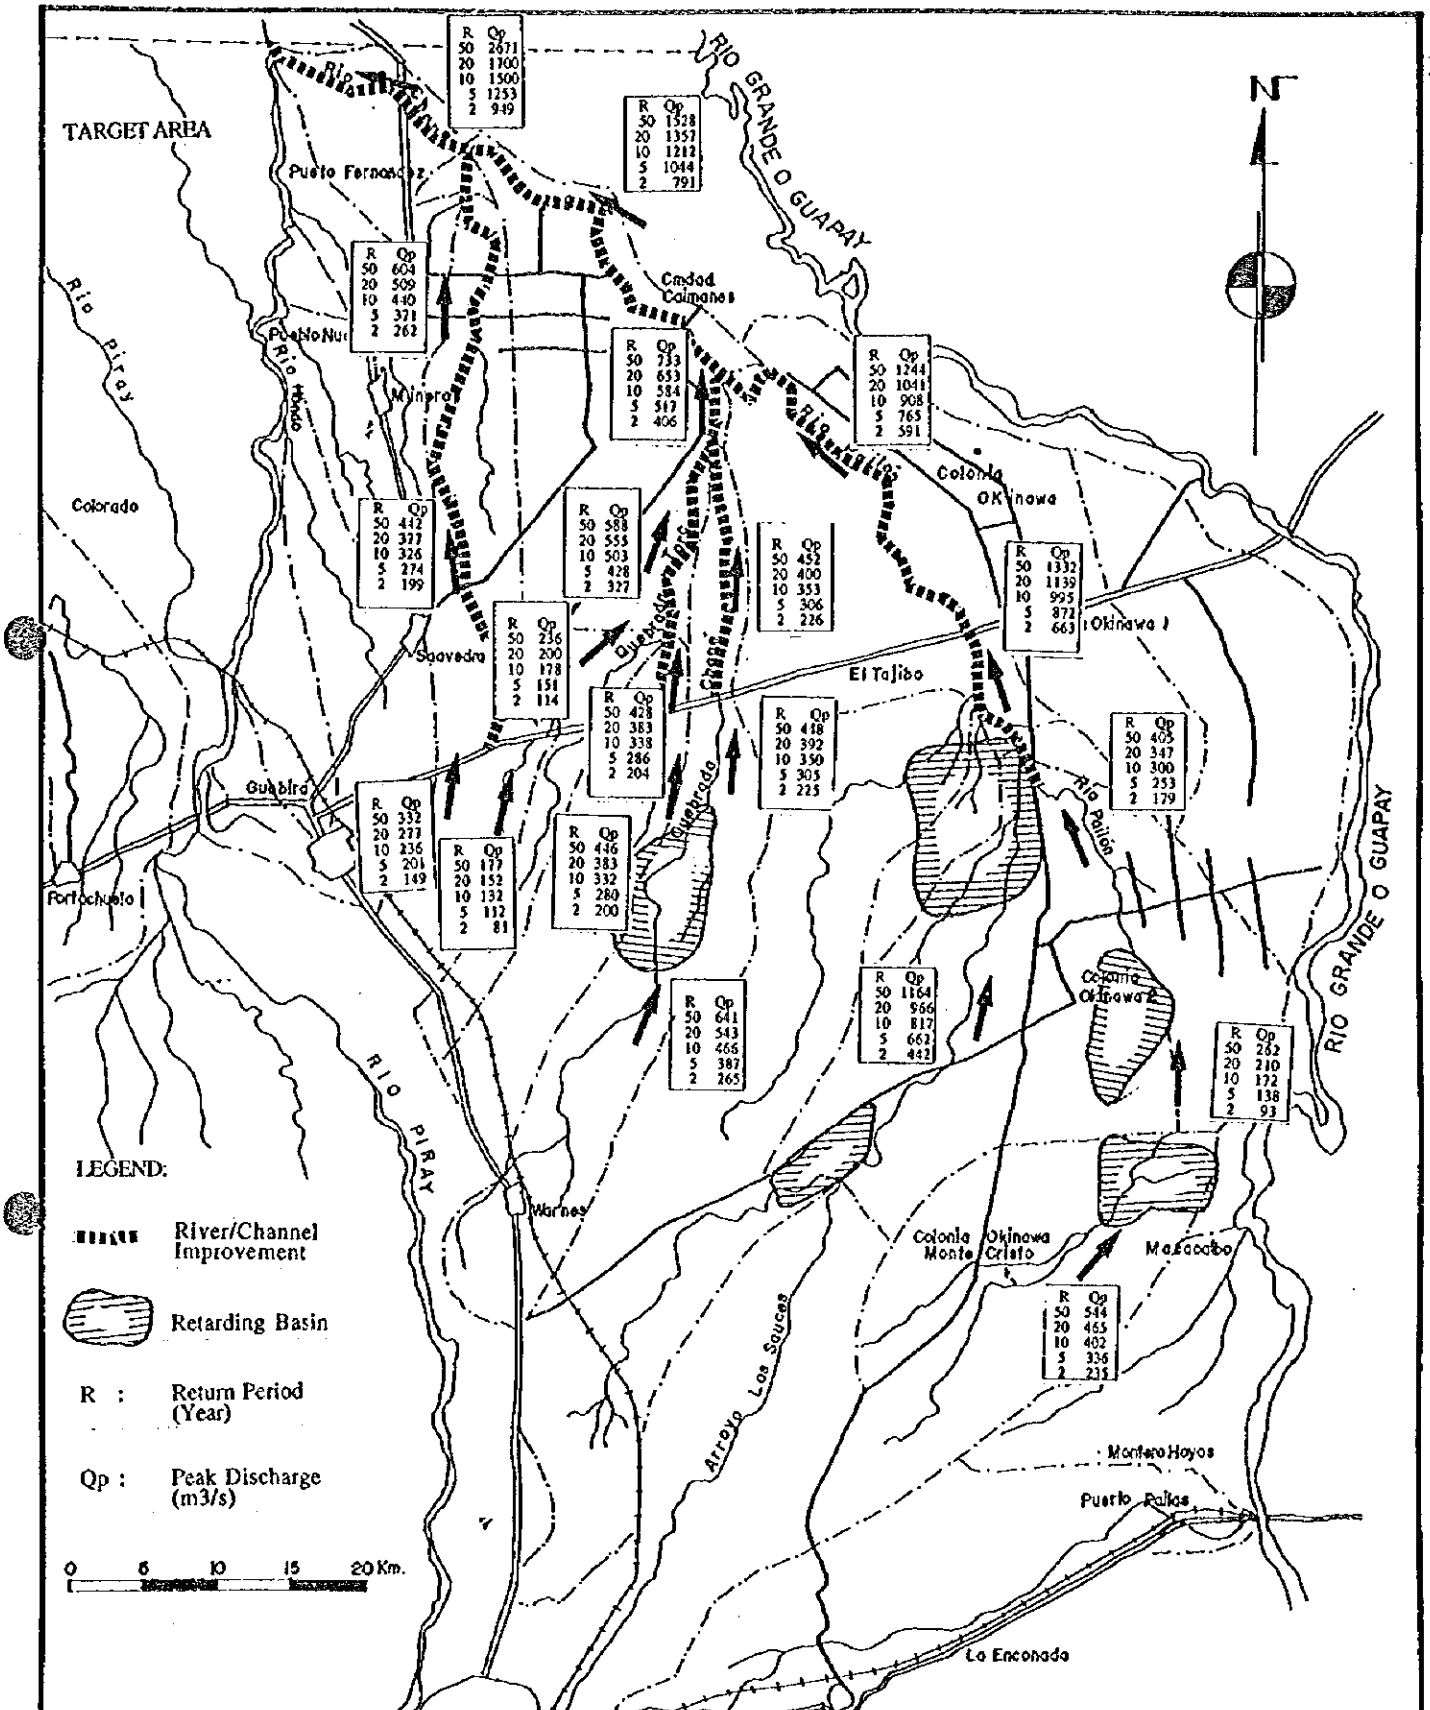 R Qp
50 2671
20 1700
10 1500
5 1253
2 949
RIO GRANDE O GUAPAY
N
TARGET AREA
R Qp
50 1528
20 1357
10 1212
5 1044
2 791
Río
Puesto Fernandez
R Qp
50 604
20 509
10 440
5 371
2 262
Río Piray
Cmdad
Caimanes
Pueblo Nu
Río Hondo
Minero
R Qp
50 733
20 653
10 584
5 517
2 406
R Qp
50 1244
20 1041
10 908
5 765
2 591
Río Pailas
Colonia
OKinawa
Colorado
R Qp
50 442
20 377
10 326
5 274
2 199
R Qp
50 588
20 555
10 503
5 428
2 327
R Qp
50 452
20 400
10 353
5 306
2 226
R Qp
50 1332
20 1139
10 995
5 872
2 663
Okinawa 1
Quebrada
Saavedra
R Qp
50 236
20 200
10 178
5 151
2 114
El Tajibo
R Qp
50 428
20 383
10 338
5 286
2 204
R Qp
50 448
20 392
10 350
5 305
2 225
R Qp
50 405
20 347
10 300
5 253
2 179
Guabira
Quebrada
Río Pailon
R Qp
50 332
20 277
10 236
5 201
2 149
R Qp
50 177
20 152
10 132
5 112
2 81
R Qp
50 446
20 383
10 332
5 280
2 200
Portachuelo
RIO GRANDE O GUAPAY
R Qp
50 641
20 543
10 466
5 387
2 265
R Qp
50 1164
20 966
10 817
5 662
2 442
Colonia
Okinawa 2
R Qp
50 262
20 210
10 172
5 138
2 93
RIO PIRAY
LEGEND:
River/Channel
Improvement
Warnes
Colonia Okinawa
Monte Cristo
R Qp
50 544
20 465
10 402
5 336
2 235
Retarding Basin
Arroyo Los Sauces
R : Return Period
(Year)
Montero Hoyos
Qp : Peak Discharge
(m3/s)
Puerto Pailas
0 5 10 15 20 Km.
La Enconada